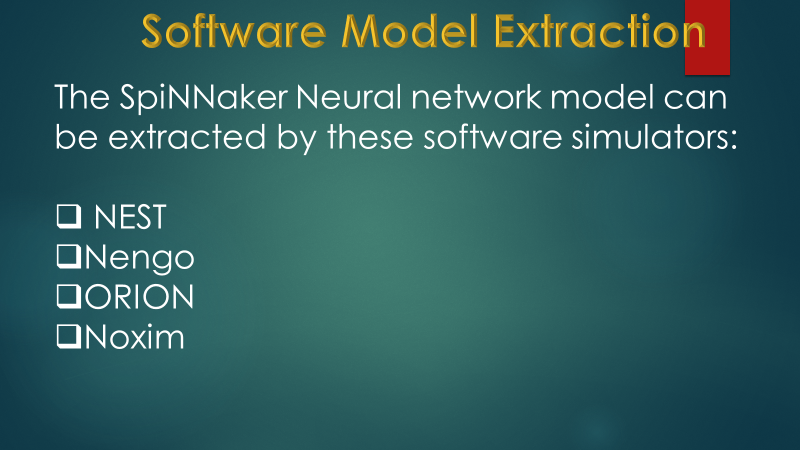 Software Model Extraction
The SpiNNaker Neural network model can
be extracted by these software simulators:
❑ NEST
❑Nengo
❑ORION
❑Noxim